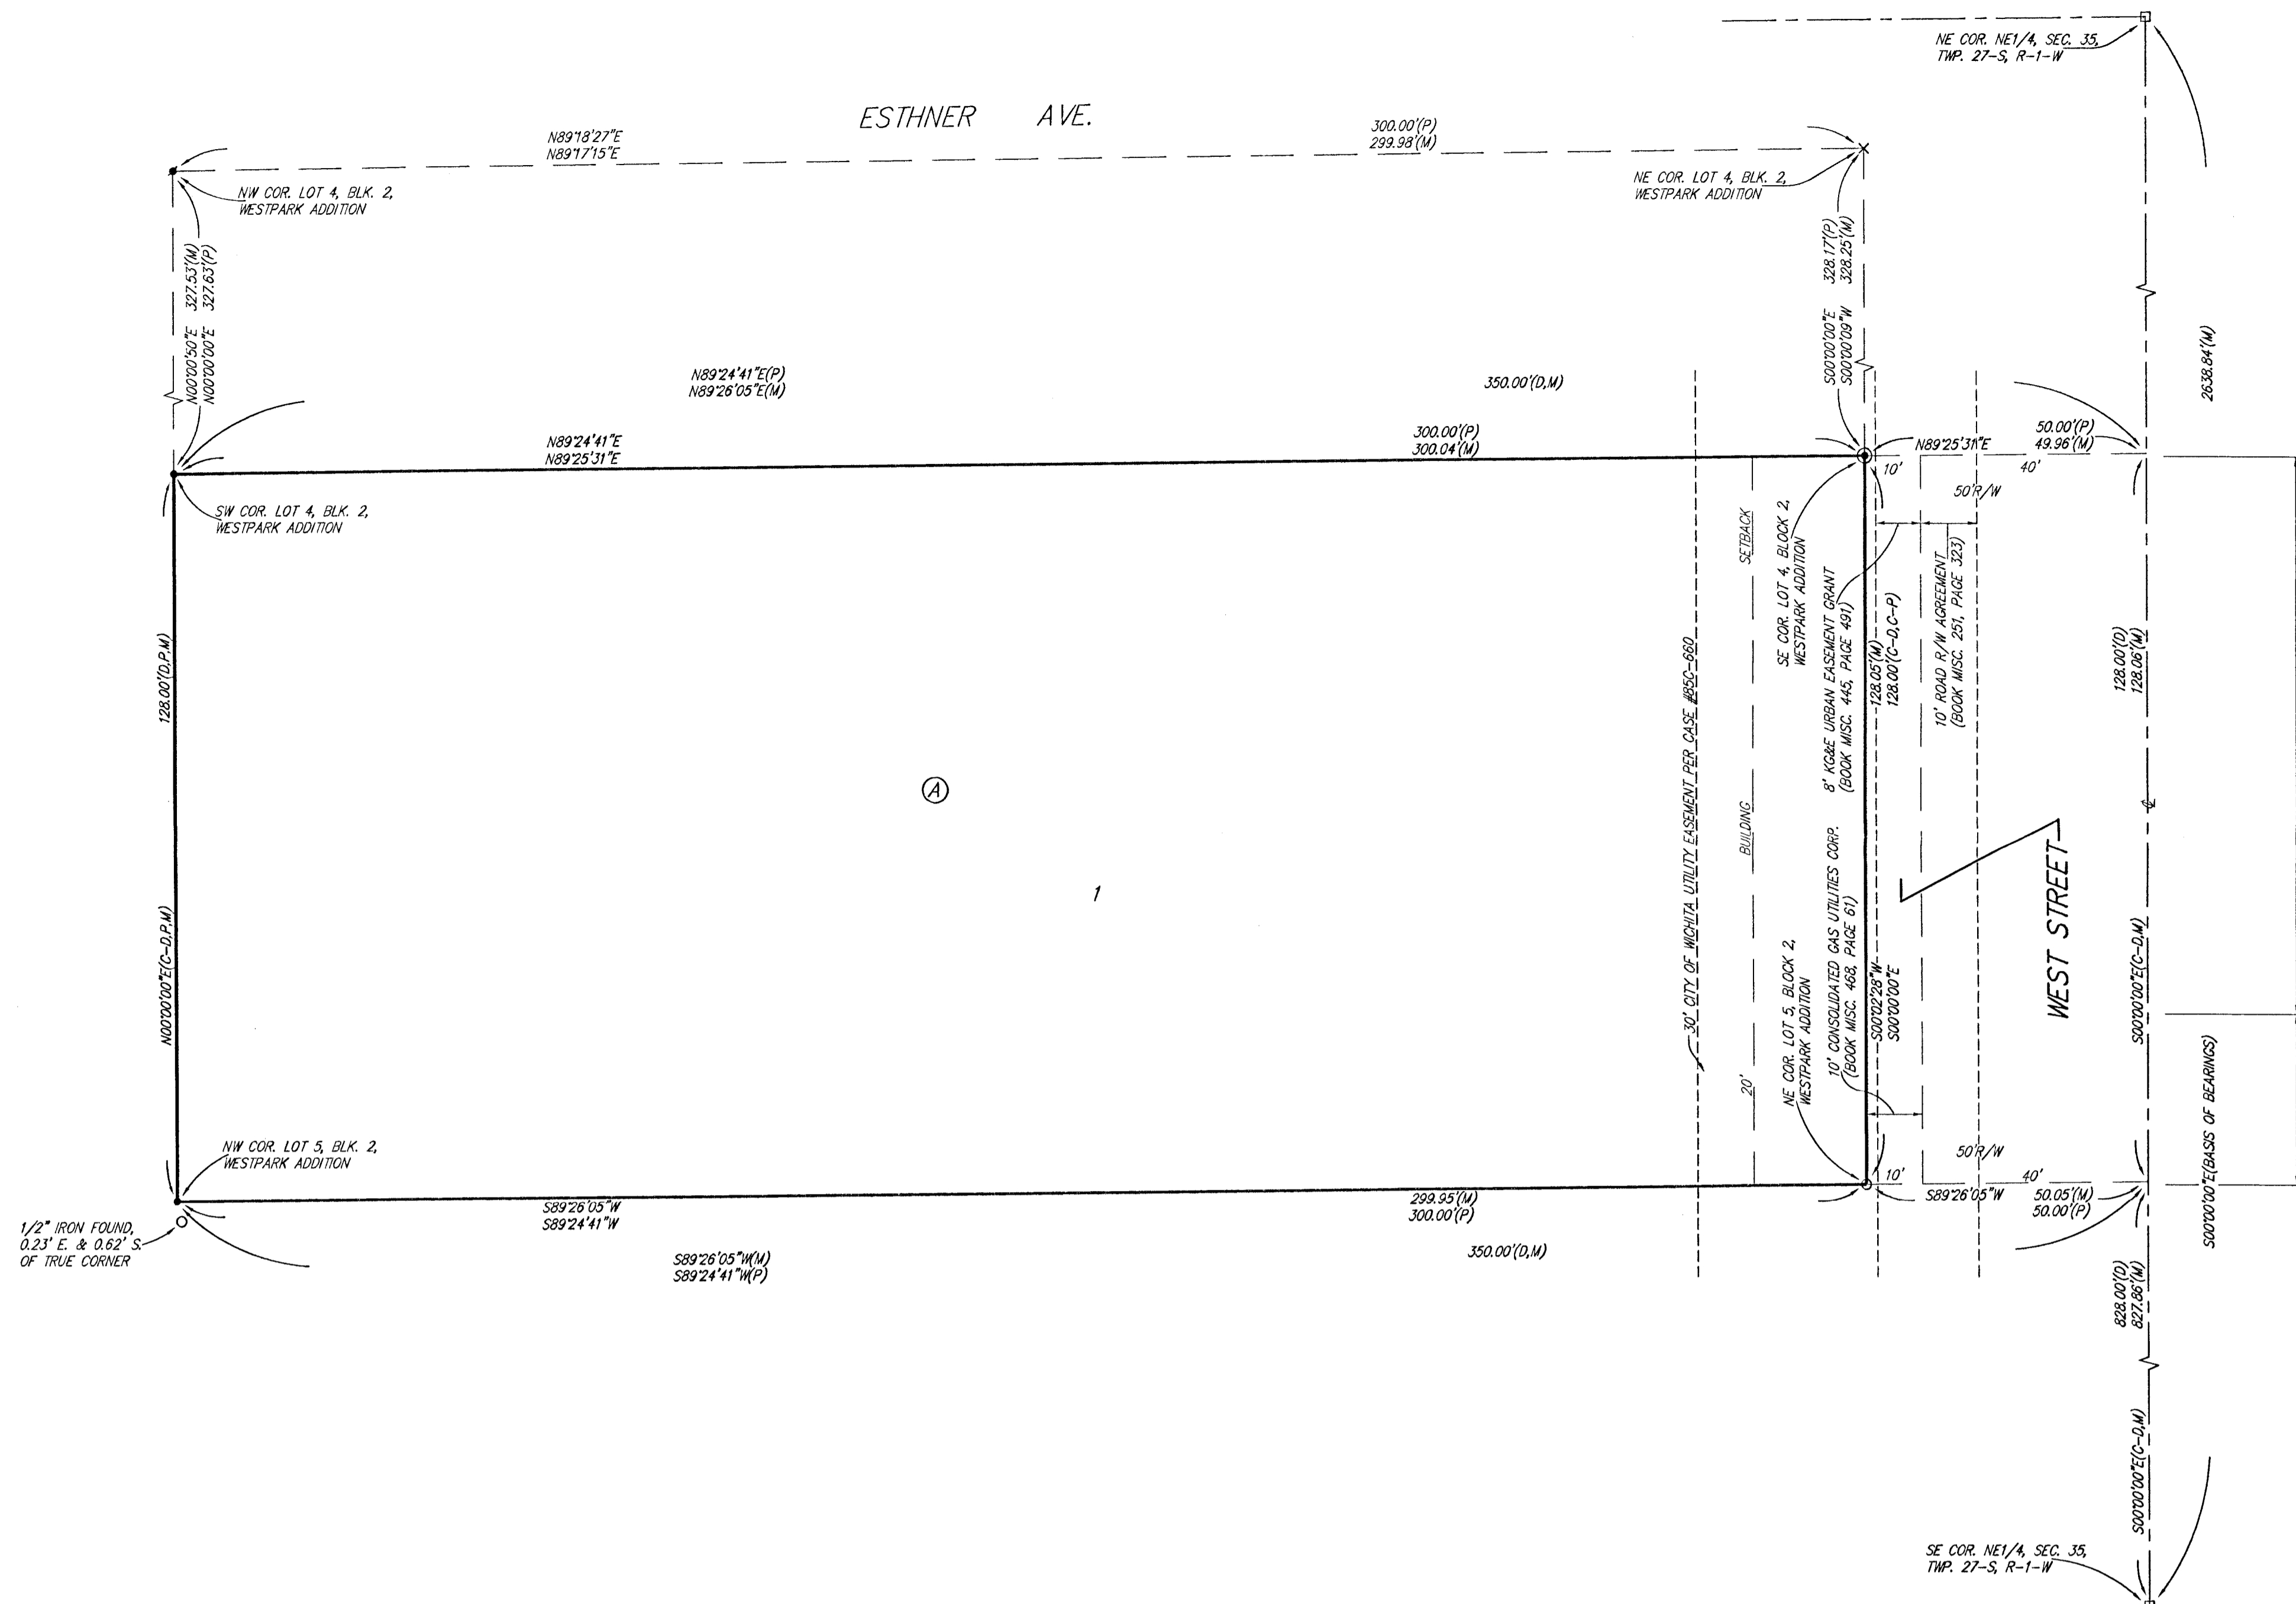 NE COR. NE1/4, SEC. 35,
TWP. 27-S, R-1-W
ESTHNER AVE.
N89°18'27"E
N89°17'15"E
300.00'(P)
299.98'(M)
NW COR. LOT 4, BLK. 2,
WESTPARK ADDITION
NE COR. LOT 4, BLK. 2,
WESTPARK ADDITION
N00°00'50"E 327.53'(M)
N00°00'00"E 327.63'(P)
S00°00'00"E 328.17'(P)
S00°00'09"W 328.25'(M)
2638.84'(M)
N89°24'41"E(P)
N89°26'05"E(M)
350.00'(D,M)
N89°24'41"E
N89°25'31"E
300.00'(P)
300.04'(M)
N89°25'31"E
50.00'(P)
49.96'(M)
10'
40'
50'R/W
SW COR. LOT 4, BLK. 2,
WESTPARK ADDITION
SE COR. LOT 4, BLOCK 2,
WESTPARK ADDITION
128.00'(D,P,M)
N00°00'00"E(C-D,P,M)
30' CITY OF WICHITA UTILITY EASEMENT PER CASE #85C-660
20' BUILDING SETBACK
8' KG&E URBAN EASEMENT GRANT
(BOOK MISC. 445, PAGE 491)
10' CONSOLIDATED GAS UTILITIES CORP.
(BOOK MISC. 468, PAGE 61)
128.05'(M)
128.00'(C-D,C-P)
S00°02'28"W
S00°00'00"E
10' ROAD R/W AGREEMENT
(BOOK MISC. 251, PAGE 323)
128.00'(D)
128.06'(M)
A
1
WEST STREET
S00°00'00"E(C-D,M)
S00°00'00"E(BASIS OF BEARINGS)
NE COR. LOT 5, BLOCK 2,
WESTPARK ADDITION
NW COR. LOT 5, BLK. 2,
WESTPARK ADDITION
50'R/W
10'
40'
S89°26'05"W
50.05'(M)
50.00'(P)
S89°26'05"W
S89°24'41"W
299.95'(M)
300.00'(P)
1/2" IRON FOUND,
0.23' E. & 0.62' S.
OF TRUE CORNER
S89°26'05"W(M)
S89°24'41"W(P)
350.00'(D,M)
828.00'(D)
827.86'(M)
S00°00'00"E(C-D,M)
SE COR. NE1/4, SEC. 35,
TWP. 27-S, R-1-W